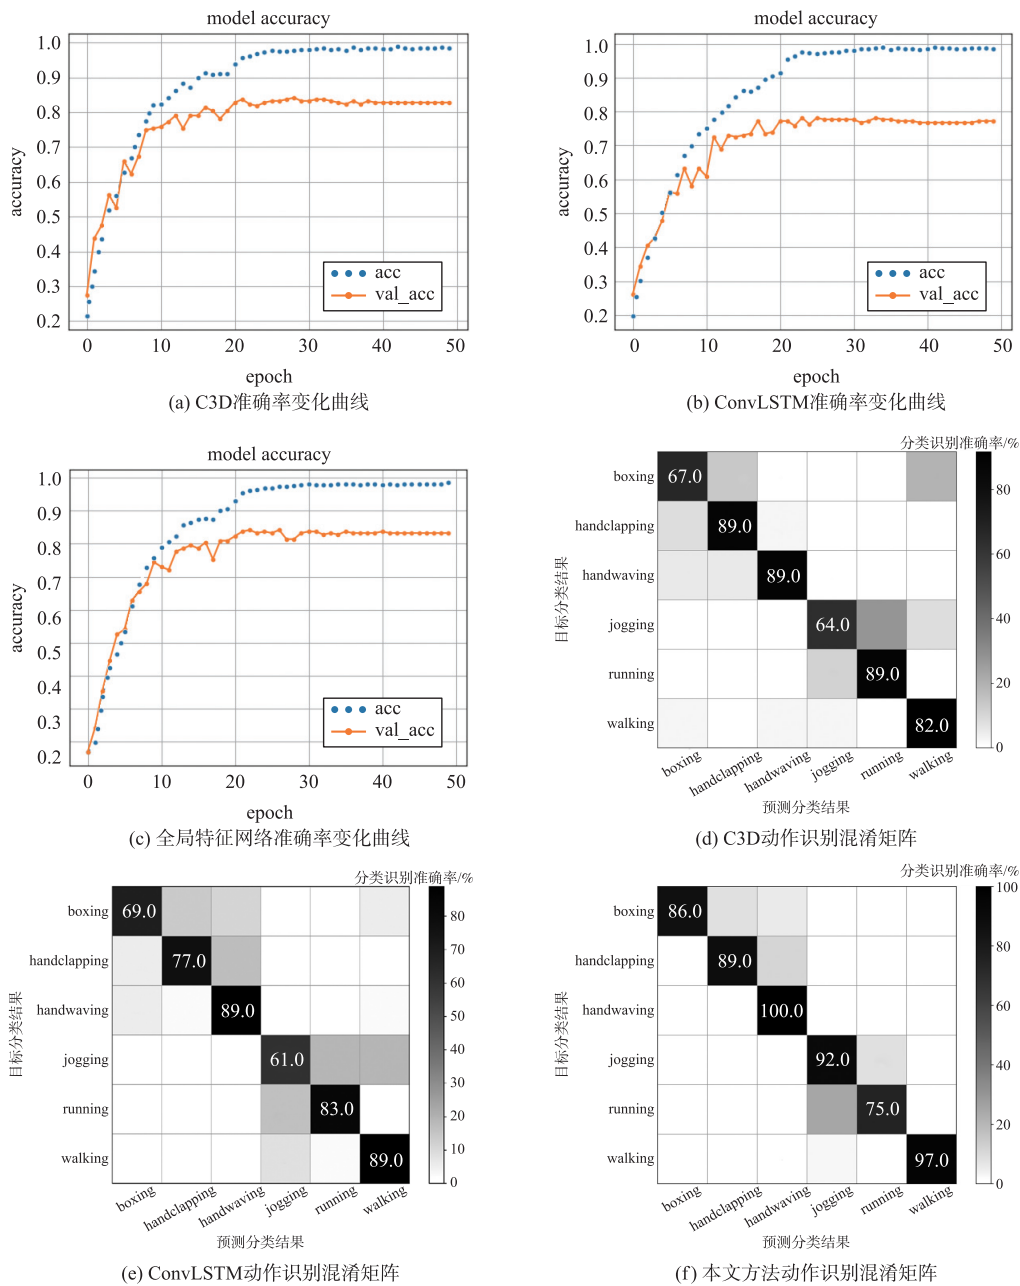 model accuracy
1.0
0.9
0.8
0.7
0.6
0.5
0.4
0.3
0.2
accuracy
acc
val_acc
0 10 20 30 40 50
epoch
(a) C3D准确率变化曲线
model accuracy
1.0
0.9
0.8
0.7
0.6
0.5
0.4
0.3
0.2
accuracy
acc
val_acc
0 10 20 30 40 50
epoch
(b) ConvLSTM准确率变化曲线
model accuracy
1.0
0.9
0.8
0.7
0.6
0.5
0.4
0.3
0.2
accuracy
acc
val_acc
0 10 20 30 40 50
epoch
(c) 全局特征网络准确率变化曲线
分类识别准确率/%
boxing 67.0
handclapping 89.0
handwaving 89.0
jogging 64.0
running 89.0
walking 82.0
目标分类结果
80
60
40
20
0
boxing handclapping handwaving jogging running walking
预测分类结果
(d) C3D动作识别混淆矩阵
分类识别准确率/%
boxing 69.0
handclapping 77.0
handwaving 89.0
jogging 61.0
running 83.0
walking 89.0
目标分类结果
80
70
60
50
40
30
20
10
0
boxing handclapping handwaving jogging running walking
预测分类结果
(e) ConvLSTM动作识别混淆矩阵
分类识别准确率/%
boxing 86.0
handclapping 89.0
handwaving 100.0
jogging 92.0
running 75.0
walking 97.0
目标分类结果
100
80
60
40
20
0
boxing handclapping handwaving jogging running walking
预测分类结果
(f) 本文方法动作识别混淆矩阵